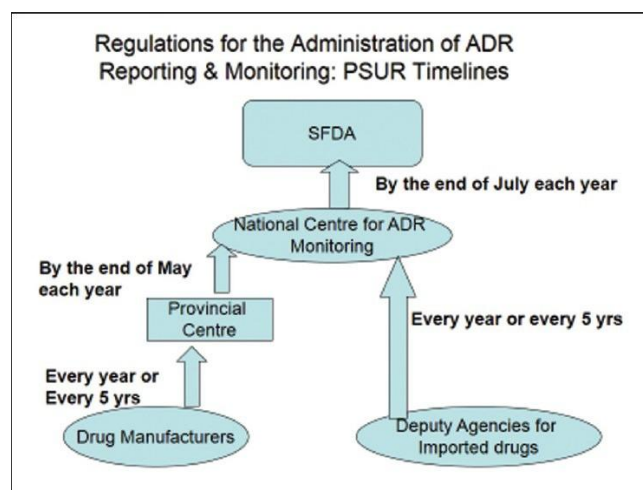 Regulations for the Administration of ADR
Reporting & Monitoring: PSUR Timelines
SFDA
By the end of July each year
National Centre for ADR
Monitoring
By the end of May
each year
Provincial
Centre
Every year or every 5 yrs
Every year or
Every 5 yrs
Drug Manufacturers
Deputy Agencies for
Imported drugs